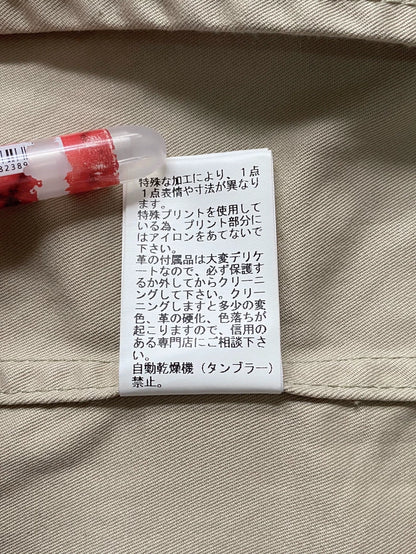 82389
特殊な加工により、１点
１点表情や寸法が異なり
ます。
特殊プリントを使用して
いる為、プリント部分に
はアイロンをあてないで
下さい。
革の付属品は大変デリケ
ートなので、必ず保護す
るか外してからクリーニ
ングして下さい。クリー
ニングしますと多少の変
色、革の硬化、色落ちが
起こりますので、信用の
ある専門店にご相談下さ
い。
自動乾燥機（タンブラー）
禁止。